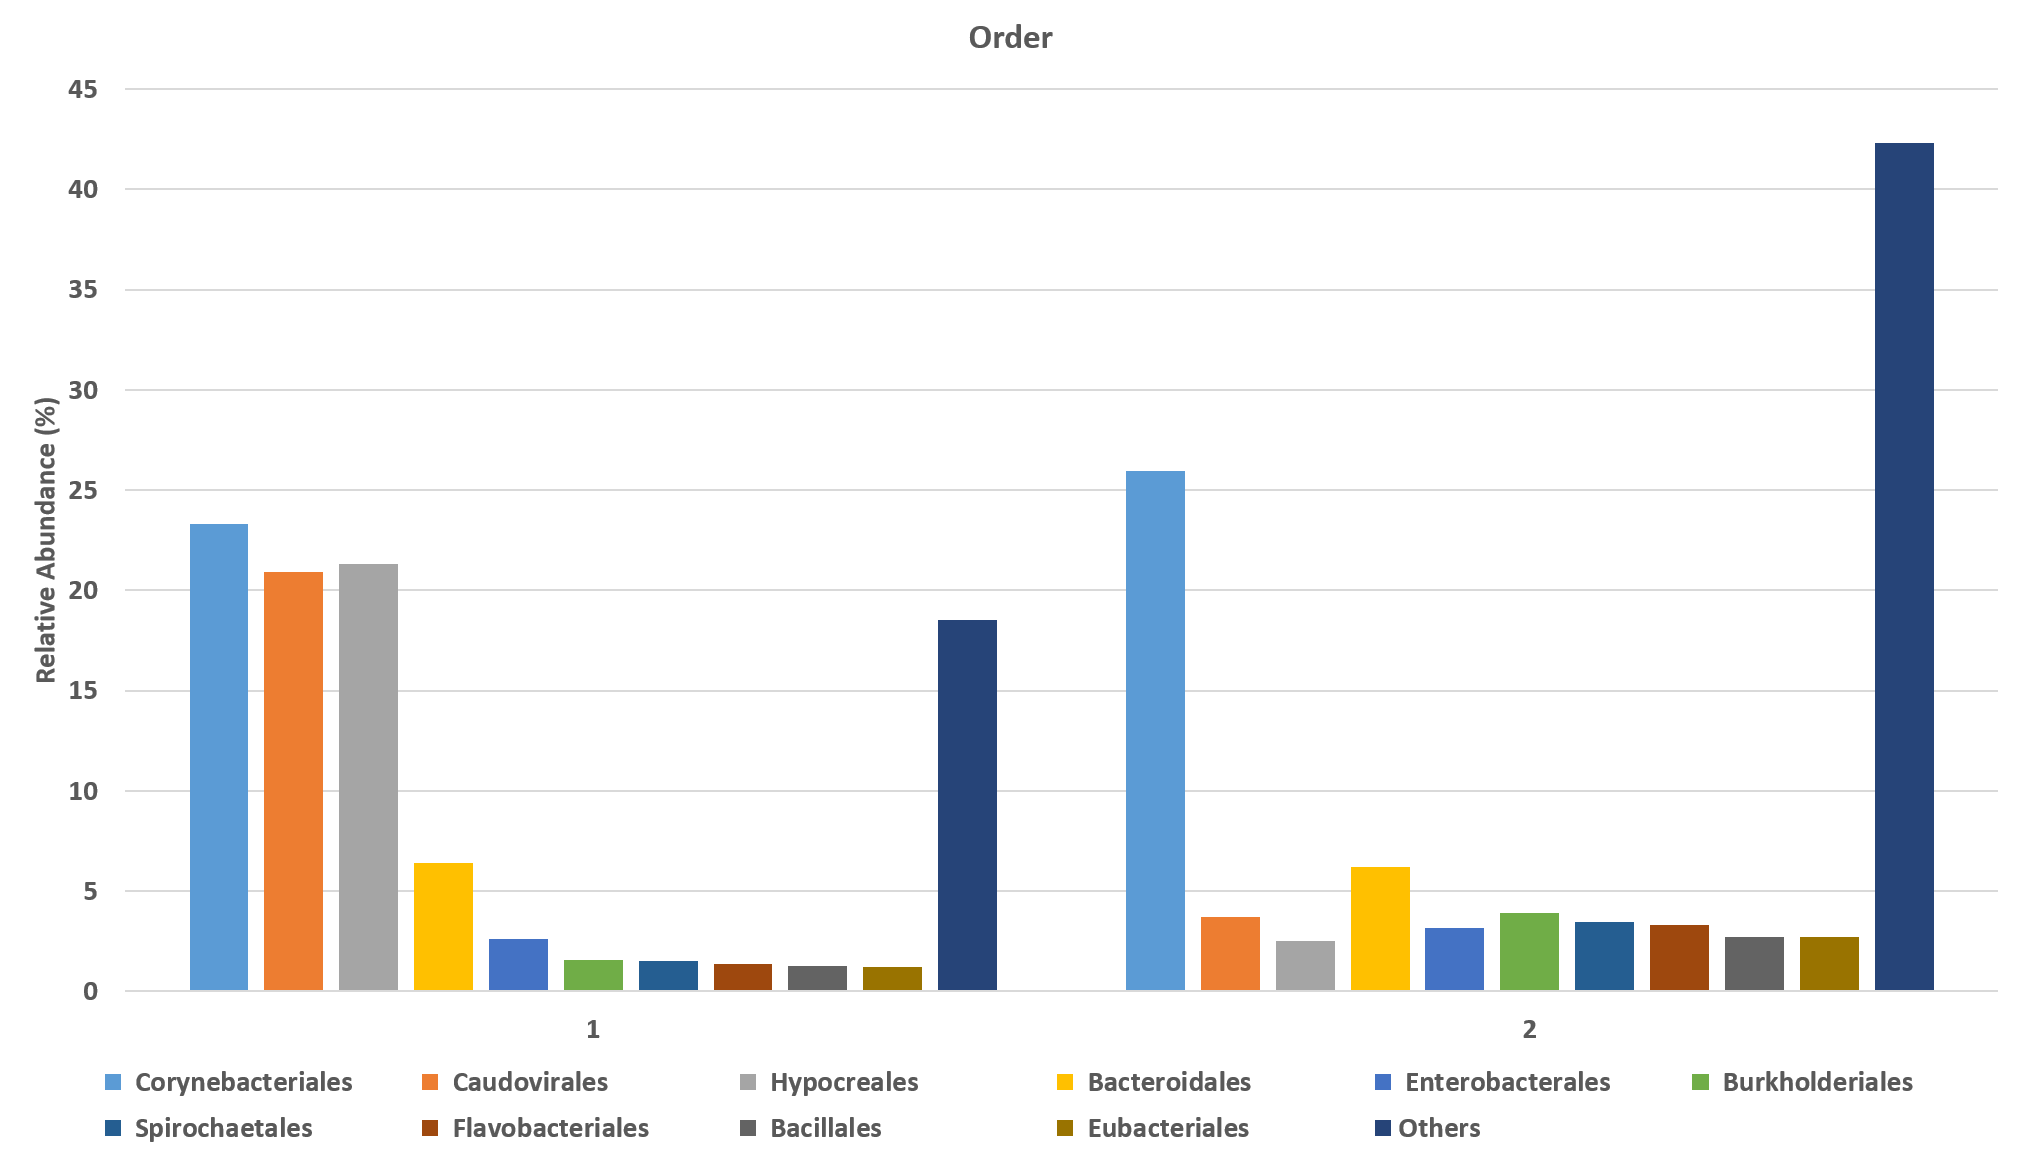 Order
45
40
35
30
25
20
15
10
5
0
Relative Abundance (%)
1 2
Corynebacteriales Caudovirales Hypocreales Bacteroidales Enterobacterales Burkholderiales
Spirochaetales Flavobacteriales Bacillales Eubacteriales Others